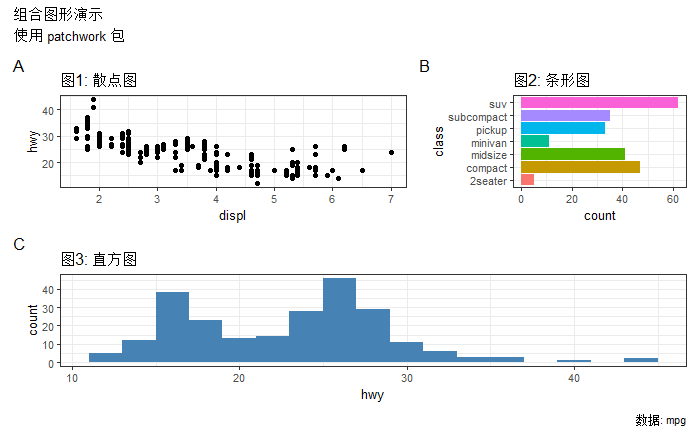 组合图形演示
使用 patchwork 包
A
图1: 散点图
hwy
40
30
20
2
3
4
5
6
7
displ
B
图2: 条形图
class
suv
subcompact
pickup
minivan
midsize
compact
2seater
0
20
40
60
count
C
图3: 直方图
count
40
30
20
10
0
10
20
30
40
hwy
数据: mpg